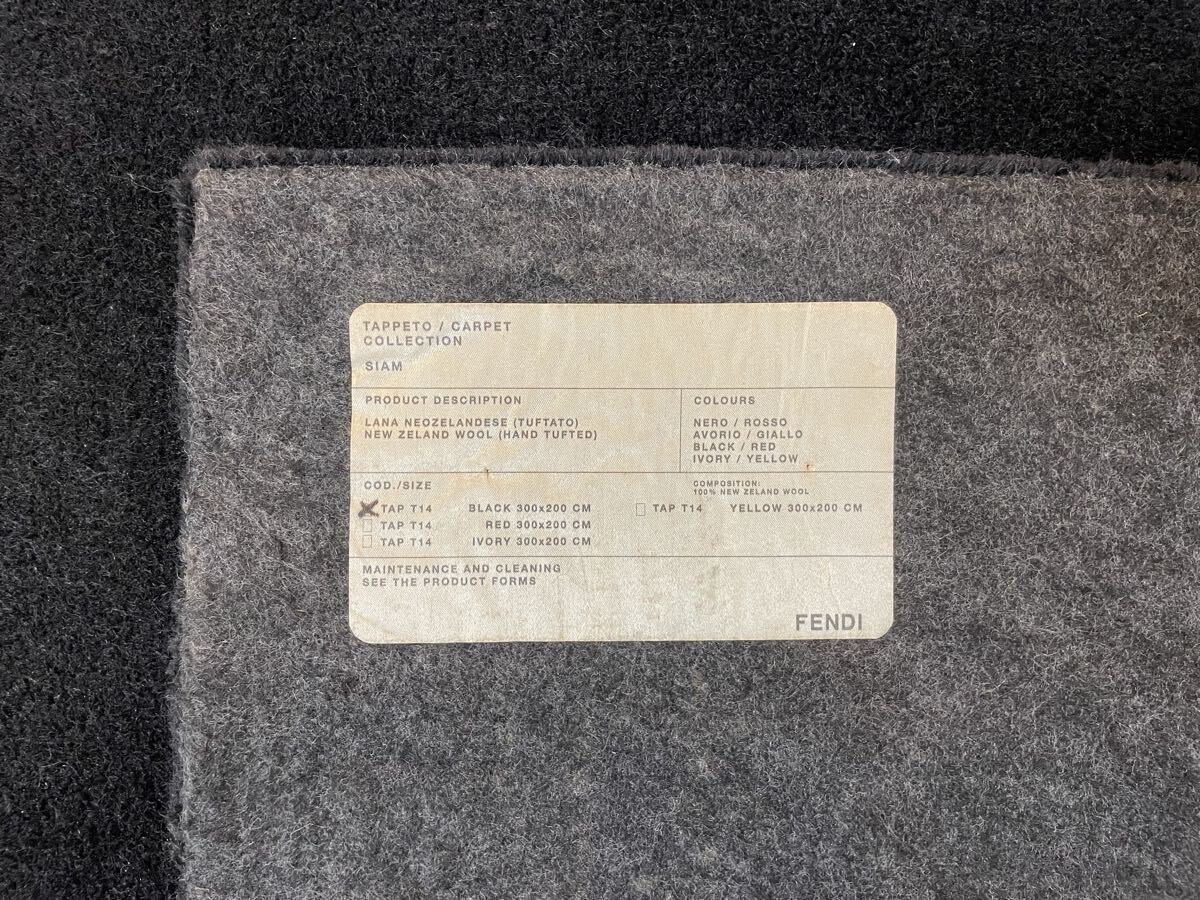 TAPPETO / CARPET
COLLECTION
SIAM
PRODUCT DESCRIPTION
LANA NEOZELANDESE (TUFTATO)
NEW ZELAND WOOL (HAND TUFTED)
COLOURS
NERO / ROSSO
AVORIO / GIALLO
BLACK / RED
IVORY / YELLOW
COD./SIZE
COMPOSITION:
100% NEW ZELAND WOOL
TAP T14 BLACK 300x200 CM
TAP T14 YELLOW 300x200 CM
TAP T14 RED 300x200 CM
TAP T14 IVORY 300x200 CM
MAINTENANCE AND CLEANING
SEE THE PRODUCT FORMS
FENDI